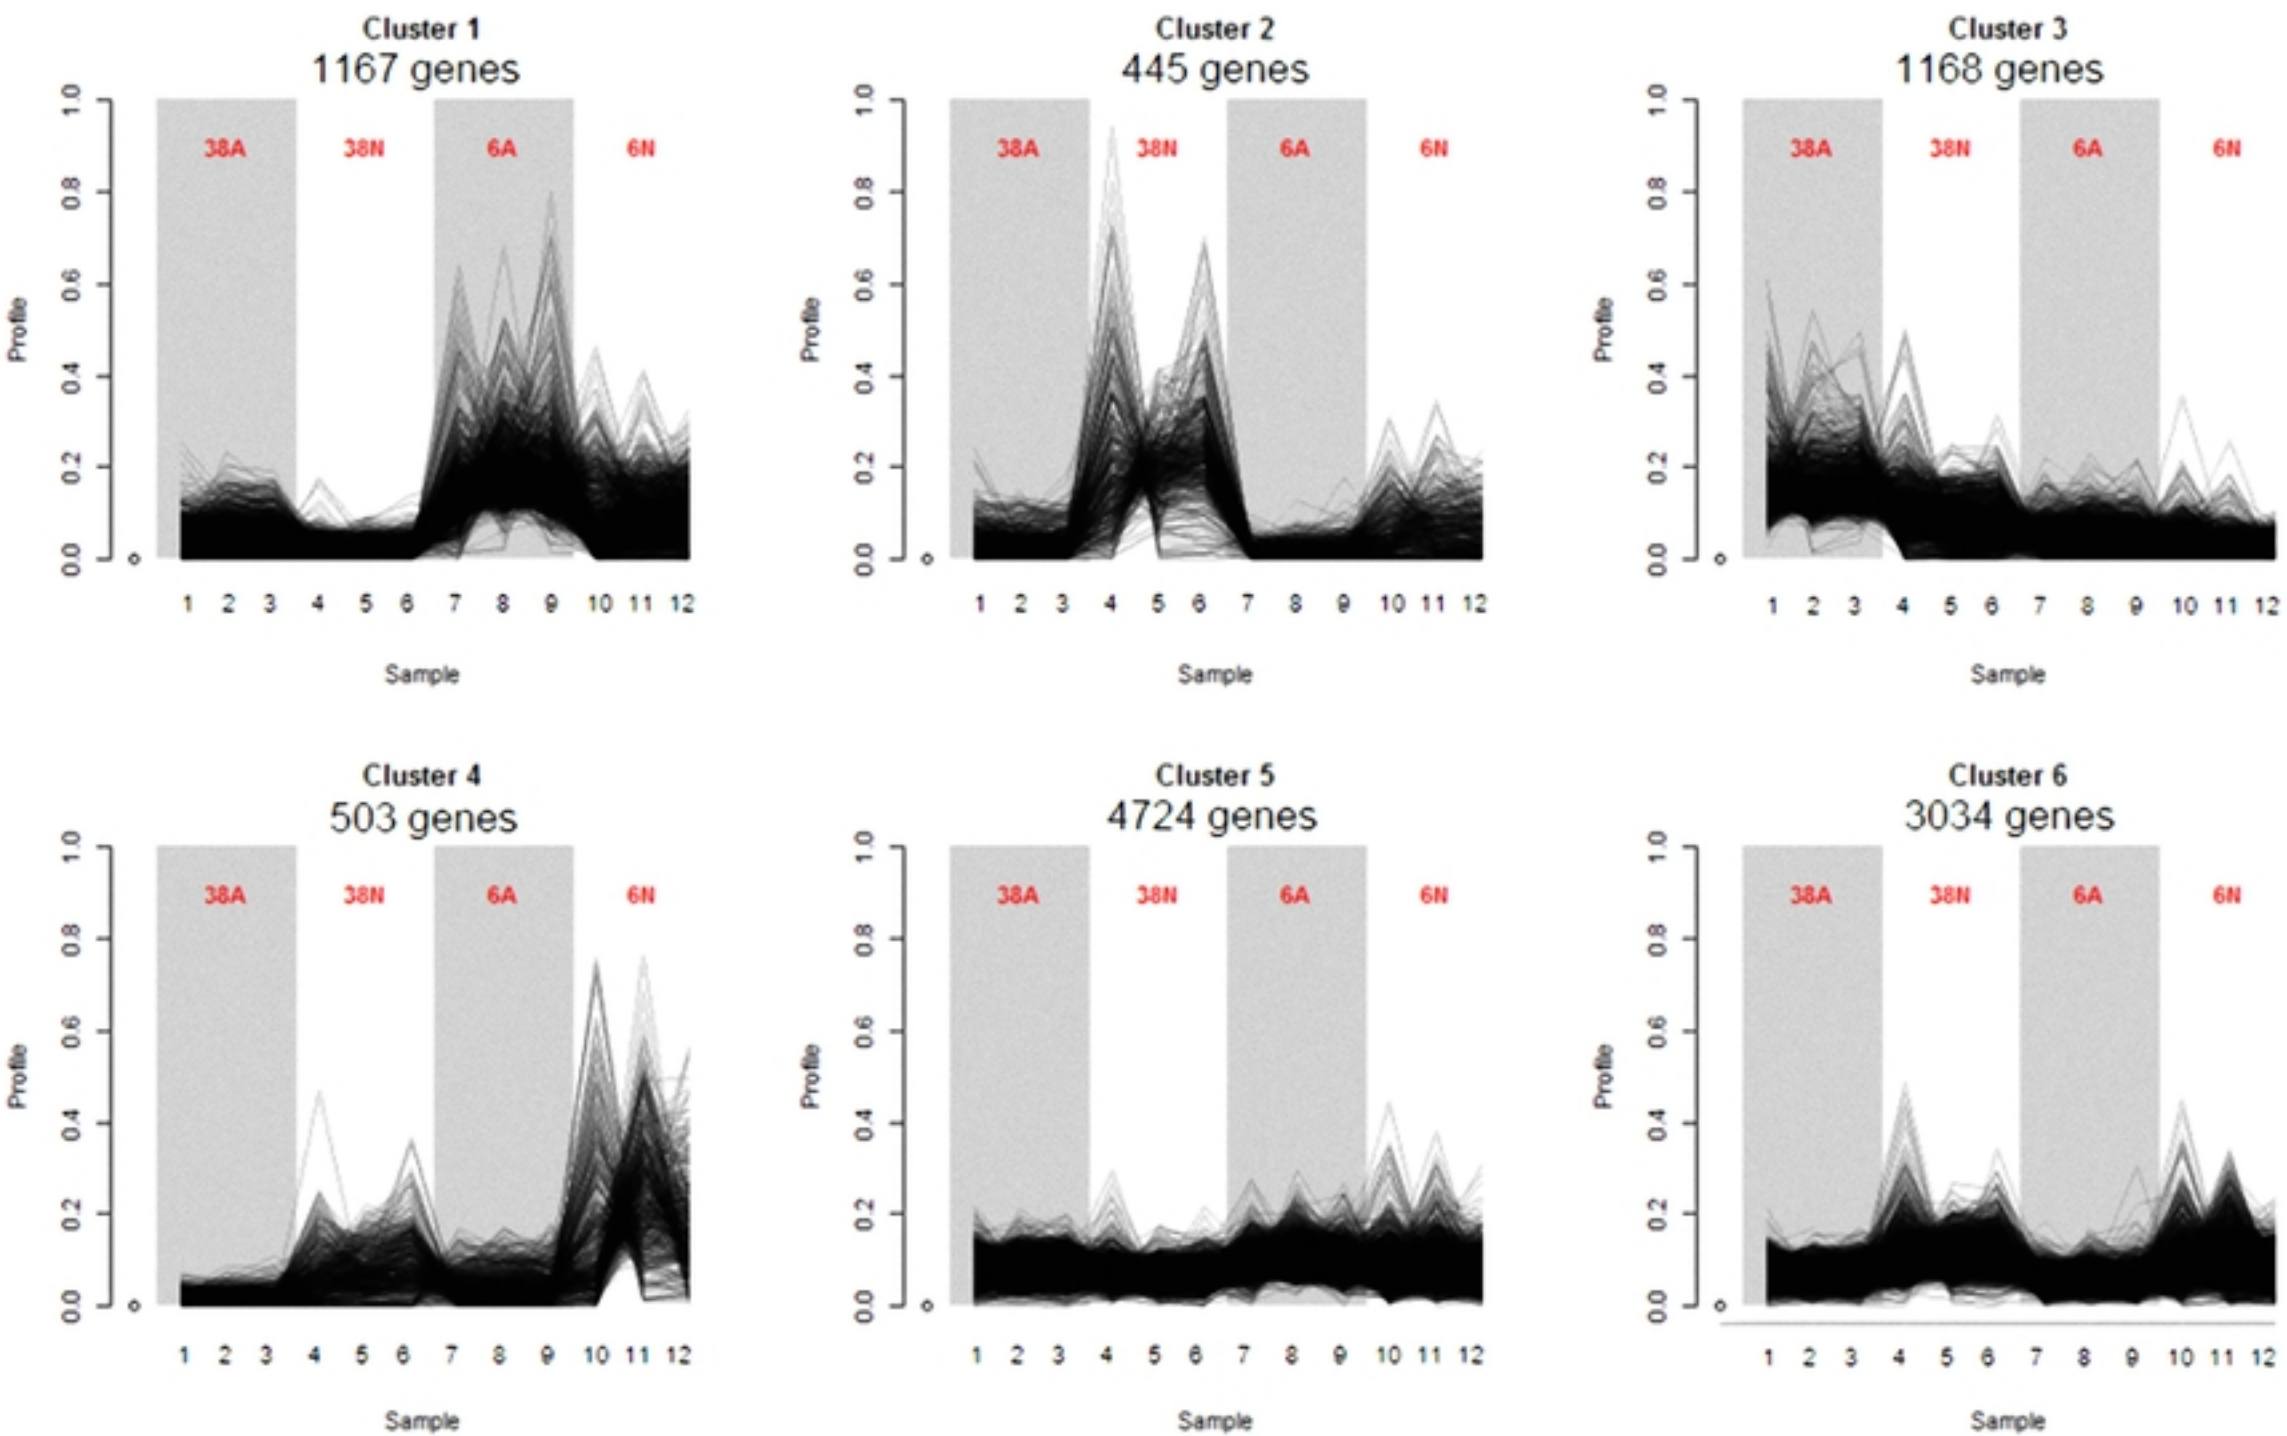 Cluster 1
1167 genes
1.0
0.8
0.6
0.4
0.2
0.0
Profile
38A 38N 6A 6N
1 2 3 4 5 6 7 8 9 10 11 12
Sample
Cluster 2
445 genes
1.0
0.8
0.6
0.4
0.2
0.0
Profile
38A 38N 6A 6N
1 2 3 4 5 6 7 8 9 10 11 12
Sample
Cluster 3
1168 genes
1.0
0.8
0.6
0.4
0.2
0.0
Profile
38A 38N 6A 6N
1 2 3 4 5 6 7 8 9 10 11 12
Sample
Cluster 4
503 genes
1.0
0.8
0.6
0.4
0.2
0.0
Profile
38A 38N 6A 6N
1 2 3 4 5 6 7 8 9 10 11 12
Sample
Cluster 5
4724 genes
1.0
0.8
0.6
0.4
0.2
0.0
Profile
38A 38N 6A 6N
1 2 3 4 5 6 7 8 9 10 11 12
Sample
Cluster 6
3034 genes
1.0
0.8
0.6
0.4
0.2
0.0
Profile
38A 38N 6A 6N
1 2 3 4 5 6 7 8 9 10 11 12
Sample